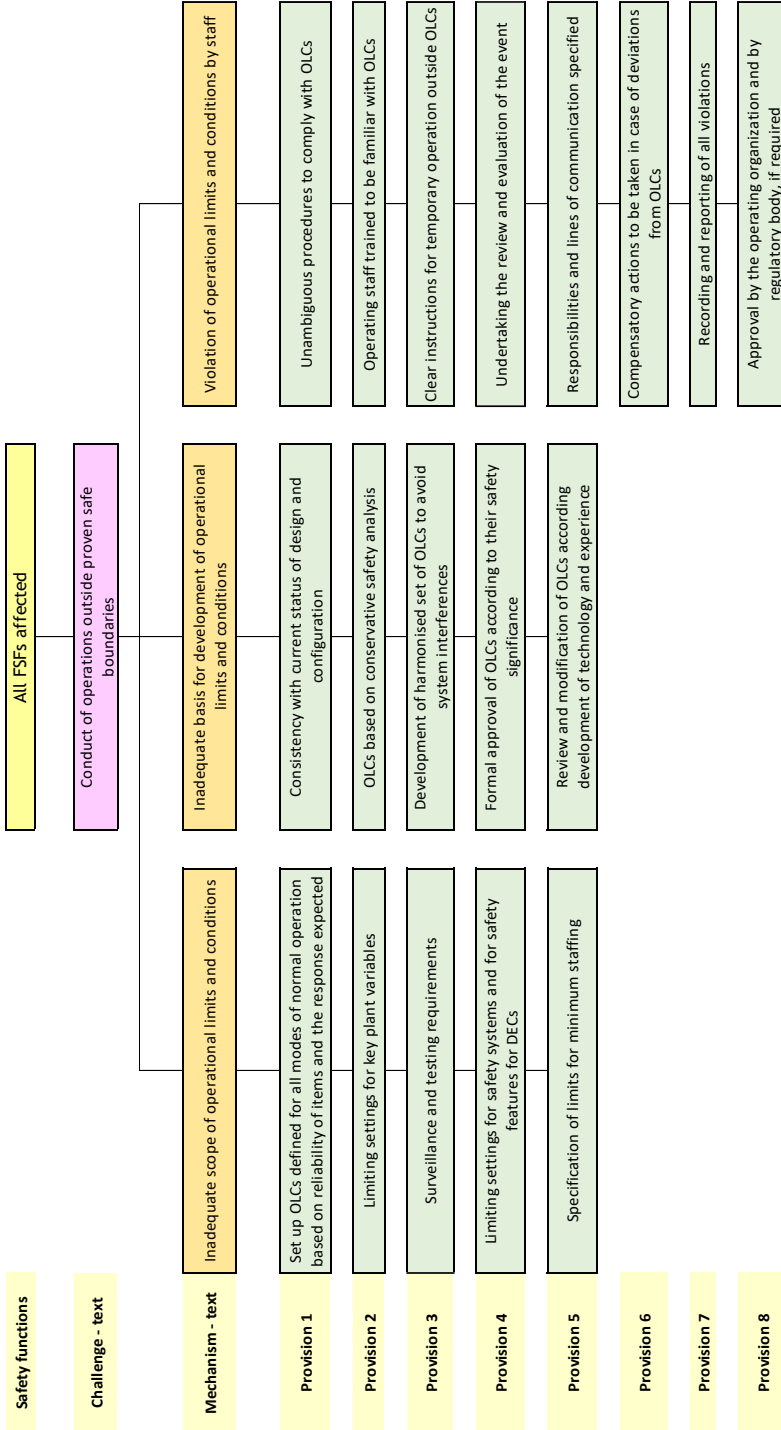 Safety functions
All FSFs affected
Challenge - text
Conduct of operations outside proven safe
boundaries
Mechanism - text
Inadequate scope of operational limits and conditions
Inadequate basis for development of operational
limits and conditions
Violation of operational limits and conditions by staff
Provision 1
Set up OLCs defined for all modes of normal operation
based on reliability of items and the response expected
Consistency with current status of design and
configuration
Unambiguous procedures to comply with OLCs
Provision 2
Limiting settings for key plant variables
OLCs based on conservative safety analysis
Operating staff trained to be familiar with OLCs
Provision 3
Surveillance and testing requirements
Development of harmonised set of OLCs to avoid
system interferences
Clear instructions for temporary operation outside OLCs
Provision 4
Limiting settings for safety systems and for safety
features for DECs
Formal approval of OLCs according to their safety
significance
Undertaking the review and evaluation of the event
Provision 5
Specification of limits for minimum staffing
Review and modification of OLCs according
development of technology and experience
Responsibilities and lines of communication specified
Provision 6
Compensatory actions to be taken in case of deviations
from OLCs
Provision 7
Recording and reporting of all violations
Provision 8
Approval by the operating organization and by
regulatory body, if required